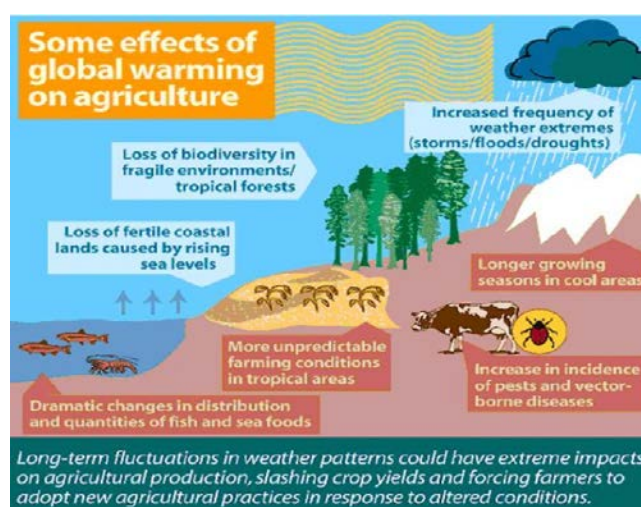 Some effects of
global warming
on agriculture
Increased frequency of
weather extremes
(storms/floods/droughts)
Loss of biodiversity in
fragile environments/
tropical forests
Loss of fertile coastal
lands caused by rising
sea levels
Longer growing
seasons in cool areas
More unpredictable
farming conditions
in tropical areas
Increase in incidence
of pests and vector-
borne diseases
Dramatic changes in distribution
and quantities of fish and sea foods
Long-term fluctuations in weather patterns could have extreme impacts
on agricultural production, slashing crop yields and forcing farmers to
adopt new agricultural practices in response to altered conditions.